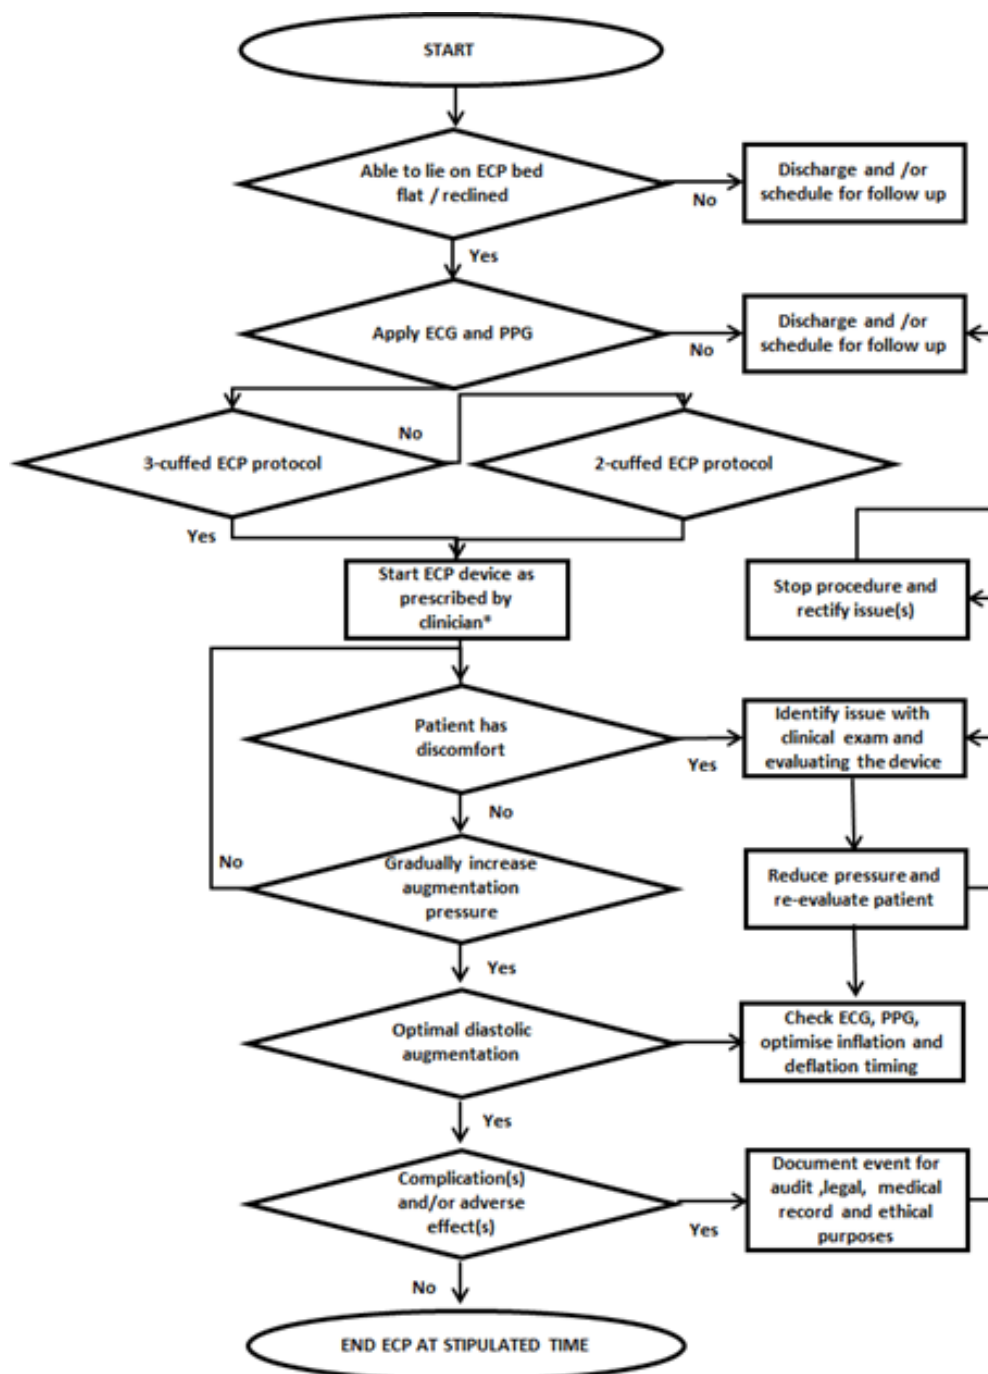 START
Able to lie on ECP bed
flat / reclined
No
Discharge and /or
schedule for follow up
Yes
Apply ECG and PPG
No
Discharge and /or
schedule for follow up
3-cuffed ECP protocol
No
2-cuffed ECP protocol
Yes
Start ECP device as
prescribed by
clinician*
Stop procedure and
rectify issue(s)
Patient has
discomfort
Yes
Identify issue with
clinical exam and
evaluating the device
No
No
Gradually increase
augmentation
pressure
Reduce pressure and
re-evaluate patient
Yes
Optimal diastolic
augmentation
Check ECG, PPG,
optimise inflation and
deflation timing
Yes
Complication(s)
and/or adverse
effect(s)
Yes
Document event for
audit ,legal, medical
record and ethical
purposes
No
END ECP AT STIPULATED TIME